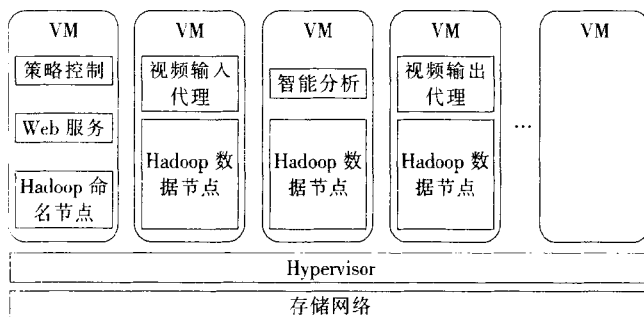 VM
策略控制
Web 服务
Hadoop 命
名节点
VM
视频输入
代理
Hadoop 数
据节点
VM
智能分析
Hadoop 数
据节点
VM
视频输出
代理
Hadoop 数
据节点
…
VM
Hypervisor
存储网络